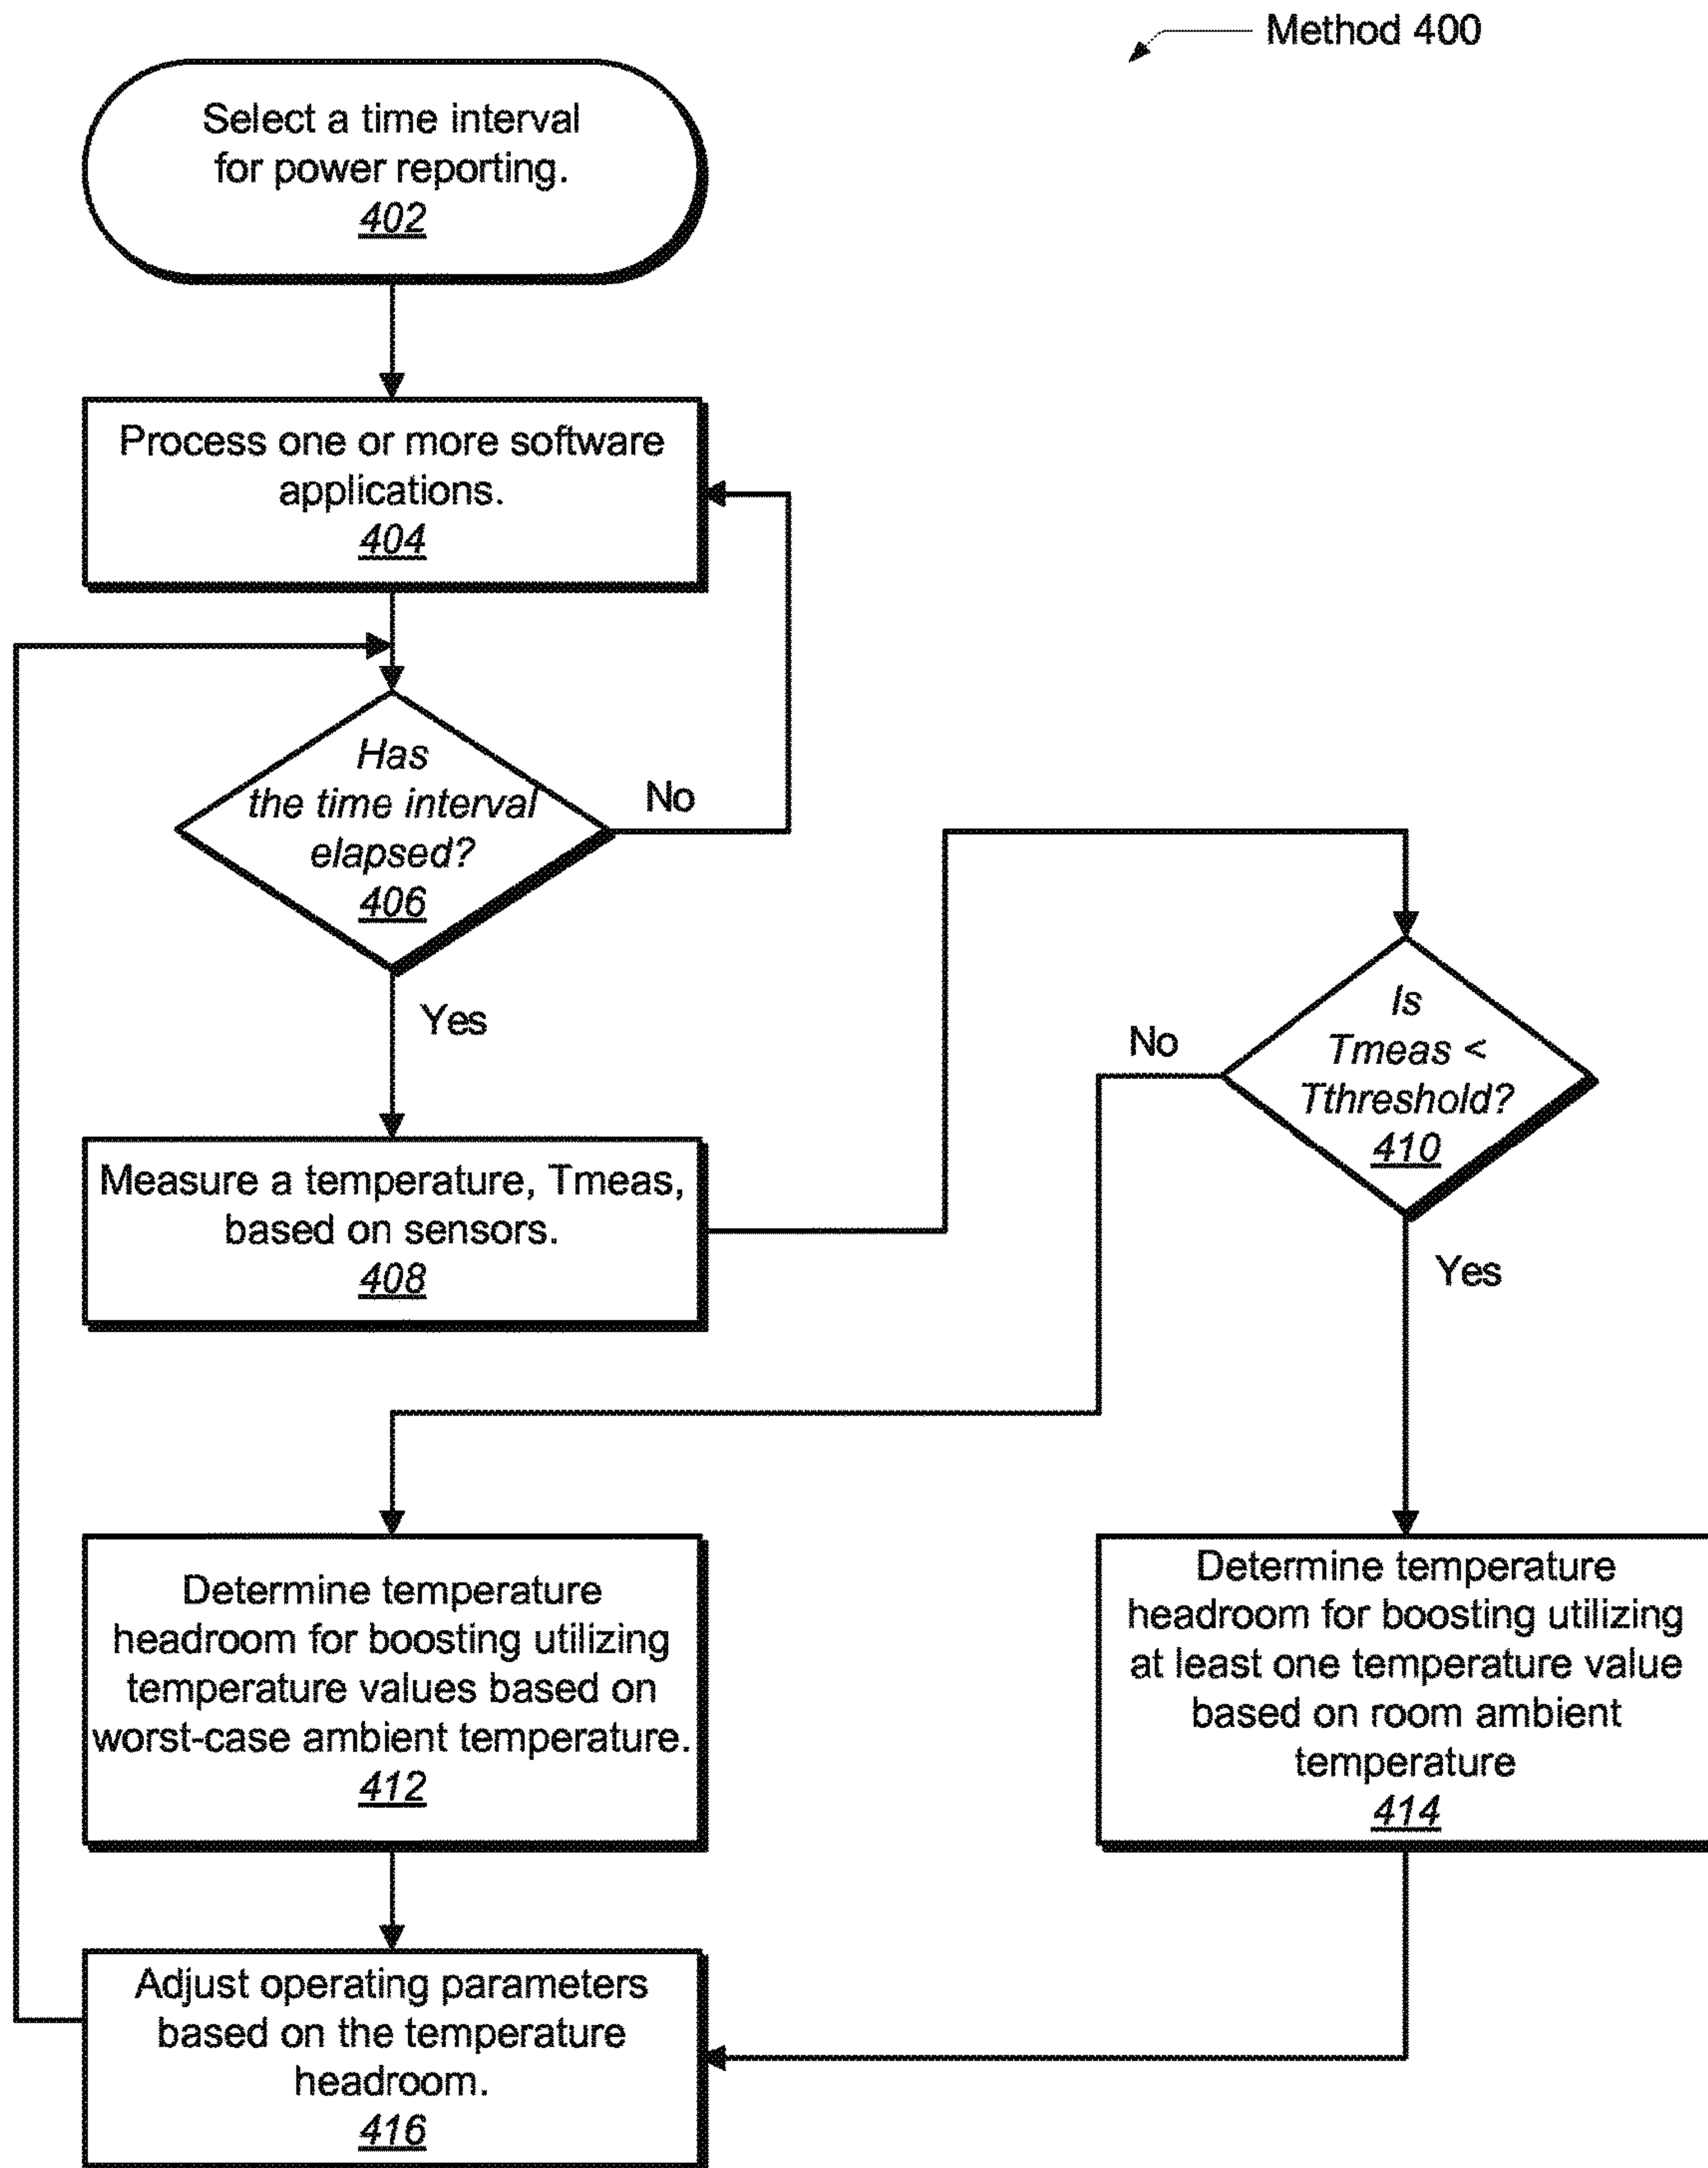 Method 400
Select a time interval
for power reporting.
402
Process one or more software
applications.
404
Has
the time interval
elapsed?
406
No
Yes
Measure a temperature, Tmeas,
based on sensors.
408
Is
Tmeas <
Tthreshold?
410
No
Yes
Determine temperature
headroom for boosting utilizing
temperature values based on
worst-case ambient temperature.
412
Determine temperature
headroom for boosting utilizing
at least one temperature value
based on room ambient
temperature
414
Adjust operating parameters
based on the temperature
headroom.
416